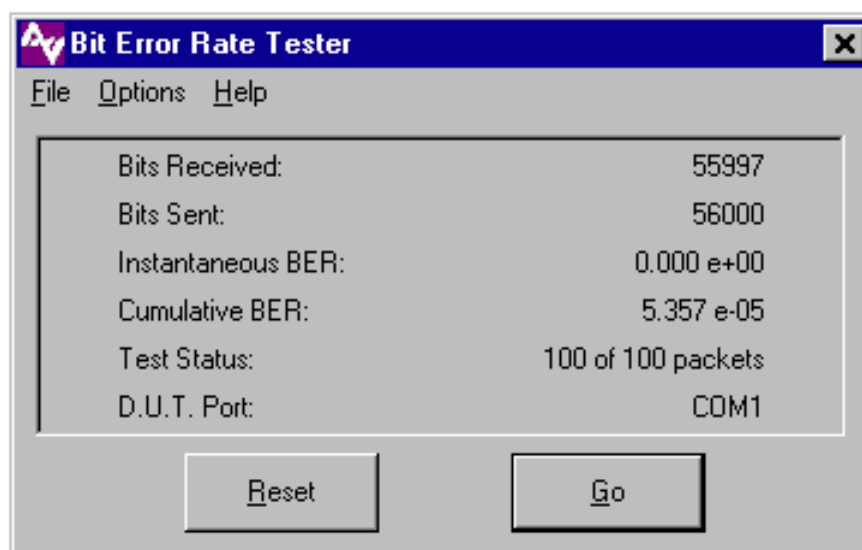 Bit Error Rate Tester
File Options Help
Bits Received: 55997
Bits Sent: 56000
Instantaneous BER: 0.000 e+00
Cumulative BER: 5.357 e-05
Test Status: 100 of 100 packets
D.U.T. Port: COM1
Reset Go